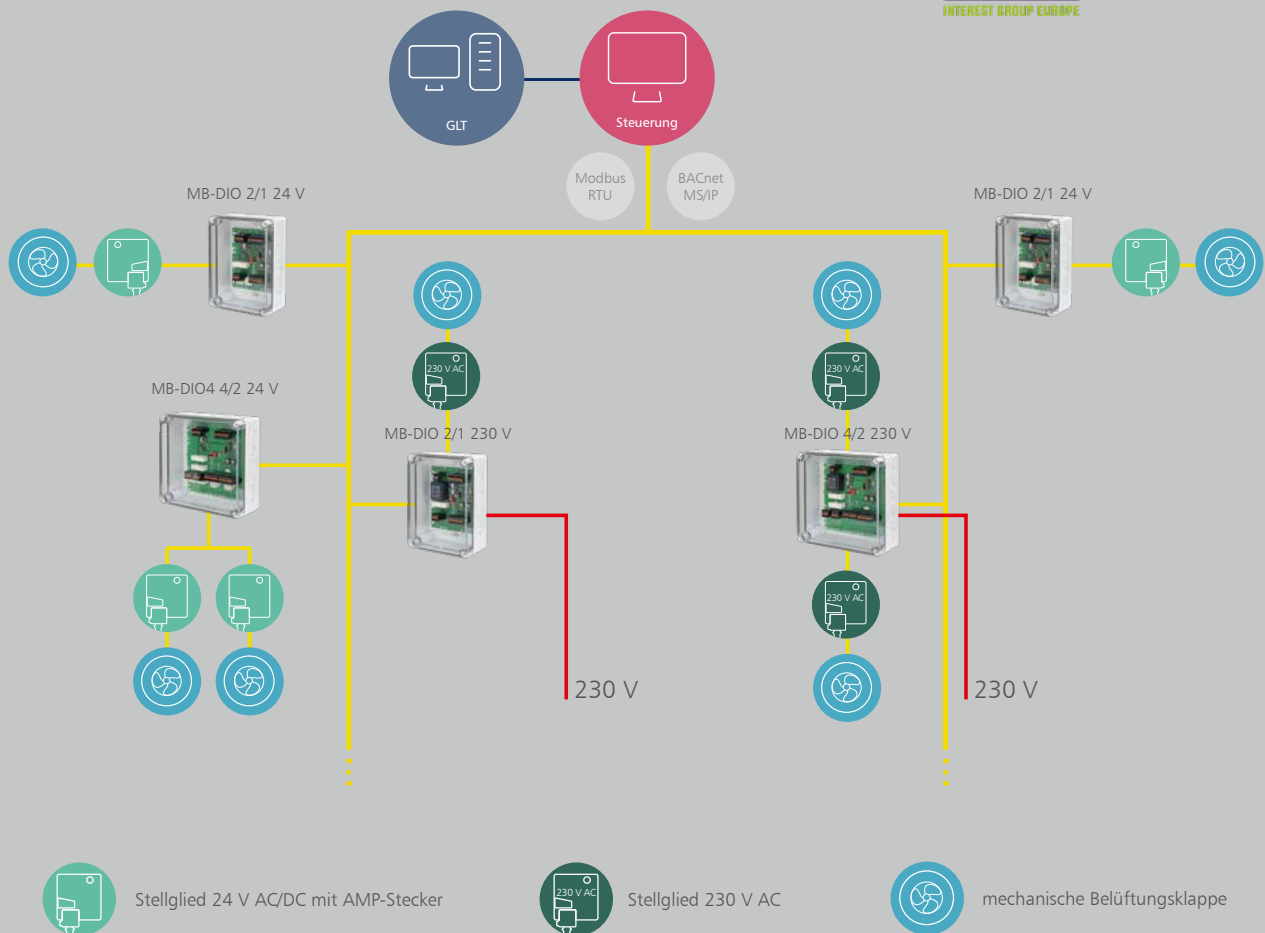 INTEREST GROUP EUROPE
GLT
Steuerung
Modbus
RTU
BACnet
MS/IP
MB-DIO 2/1 24 V
MB-DIO 2/1 24 V
230 V AC
230 V AC
MB-DIO4 4/2 24 V
MB-DIO 2/1 230 V
MB-DIO 4/2 230 V
230 V AC
230 V
230 V
Stellglied 24 V AC/DC mit AMP-Stecker
230 V AC
Stellglied 230 V AC
mechanische Belüftungsklappe